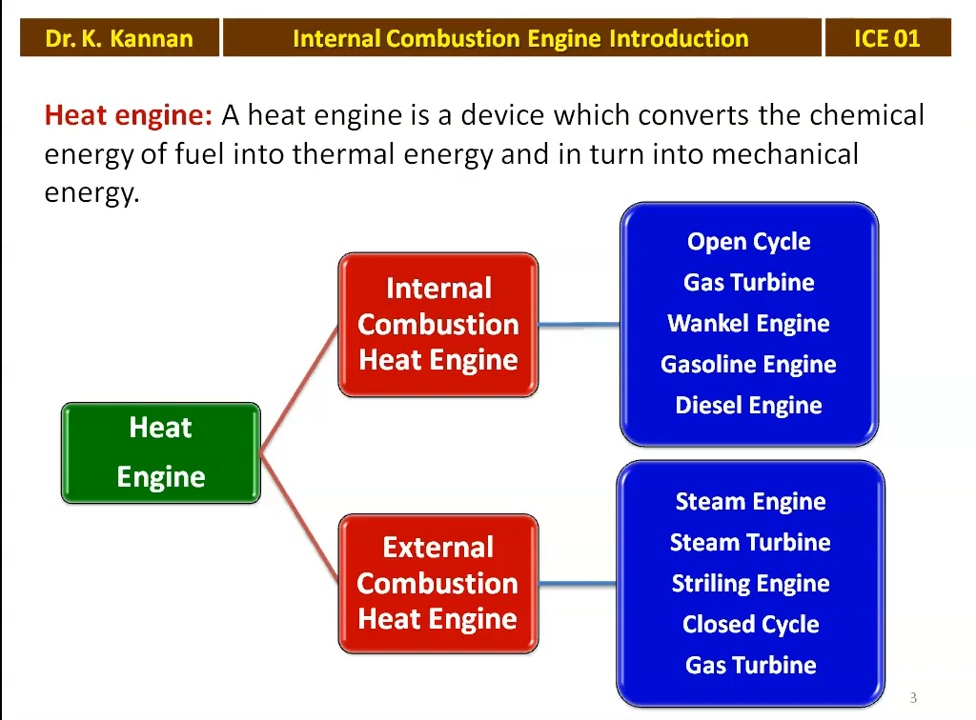 Dr. K. Kannan
Internal Combustion Engine Introduction
ICE 01
Heat engine: A heat engine is a device which converts the chemical
energy of fuel into thermal energy and in turn into mechanical
energy.
Heat
Engine
Internal
Combustion
Heat Engine
Open Cycle
Gas Turbine
Wankel Engine
Gasoline Engine
Diesel Engine
External
Combustion
Heat Engine
Steam Engine
Steam Turbine
Striling Engine
Closed Cycle
Gas Turbine
3